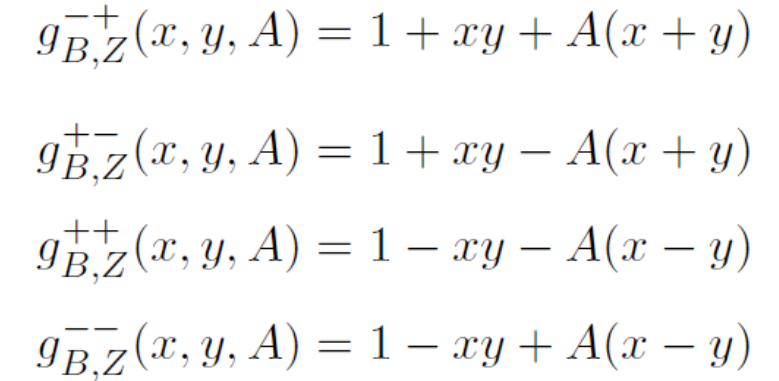 g_{B,Z}^{-+}(x, y, A) = 1 + xy + A(x + y)
g_{B,Z}^{+-}(x, y, A) = 1 + xy − A(x + y)
g_{B,Z}^{++}(x, y, A) = 1 − xy − A(x − y)
g_{B,Z}^{--}(x, y, A) = 1 − xy + A(x − y)